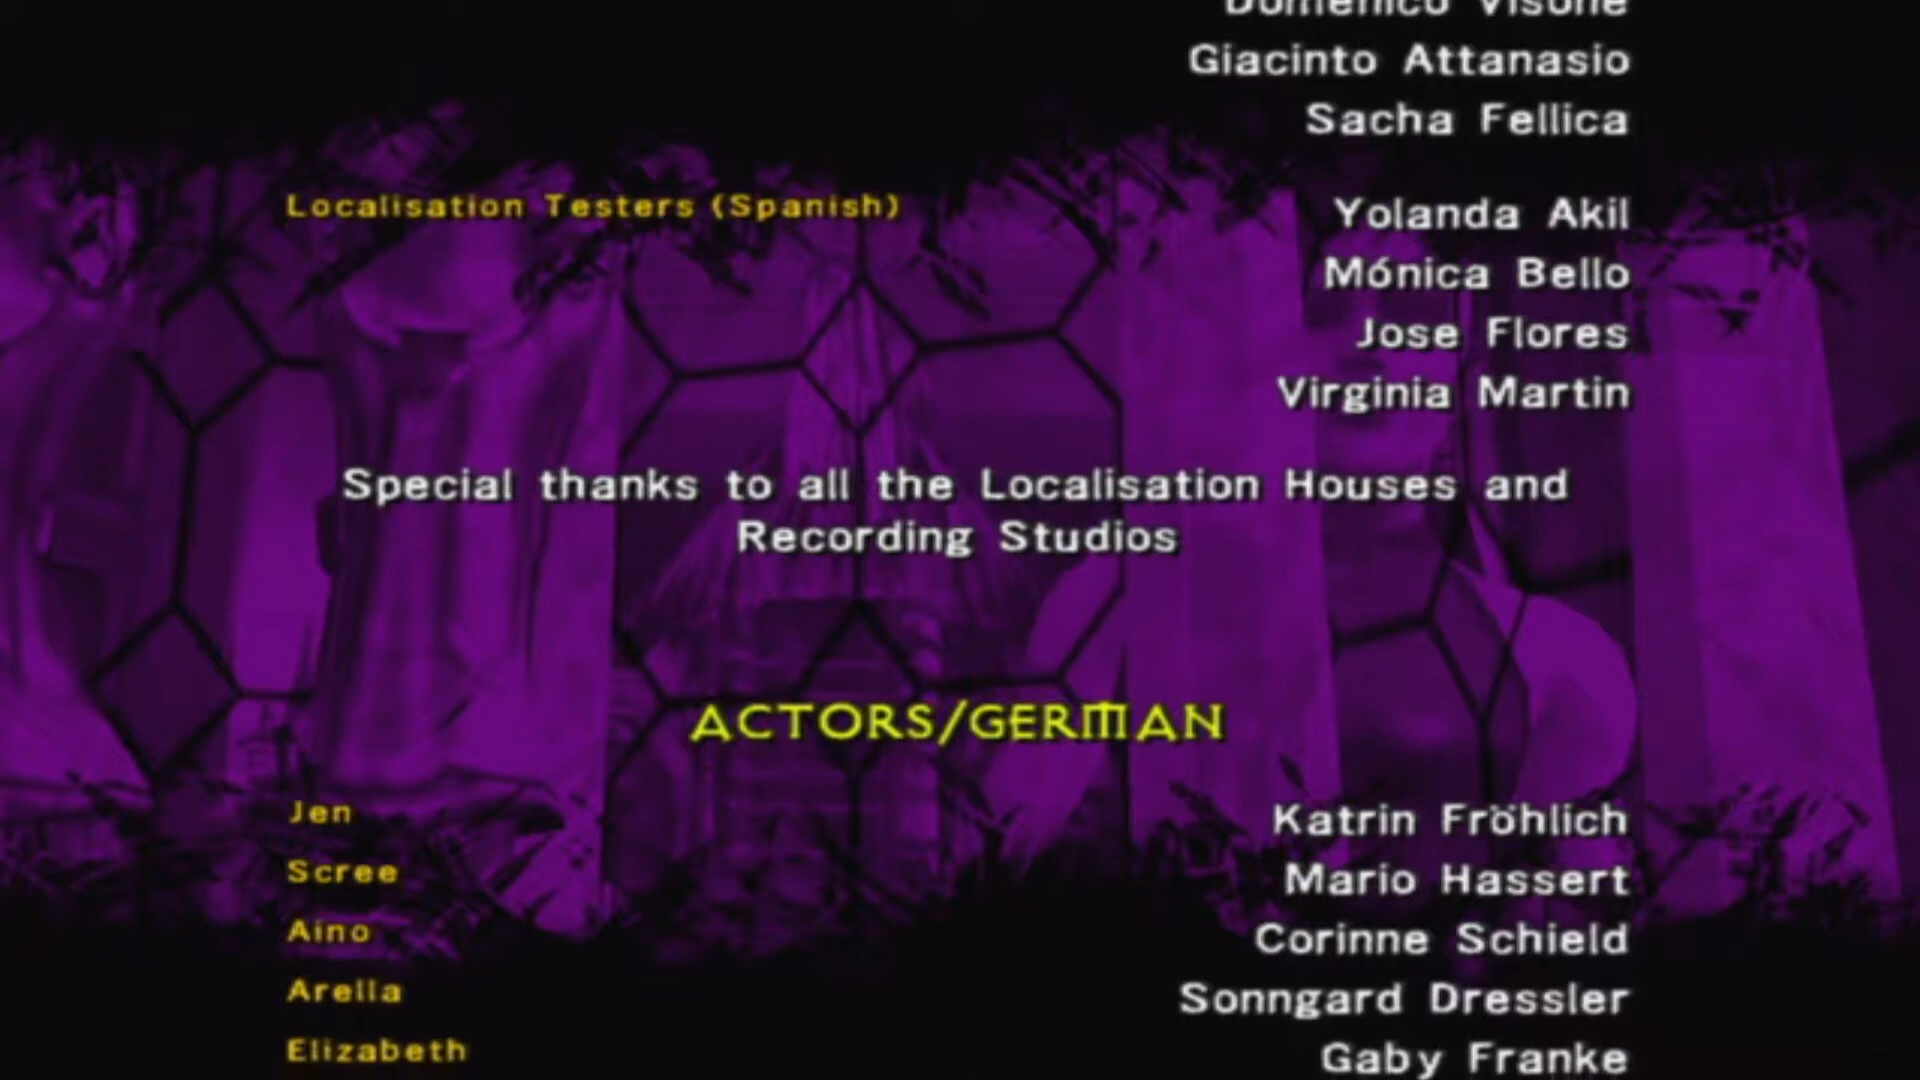 Domenico Visone
Giacinto Attanasio
Sacha Fellica
Localisation Testers (Spanish) Yolanda Akil
Mónica Bello
Jose Flores
Virginia Martin
Special thanks to all the Localisation Houses and
Recording Studios
ACTORS/GERMAN
Jen Katrin Fröhlich
Scree Mario Hassert
Aino Corinne Schield
Arella Sonngard Dressler
Elizabeth Gaby Franke